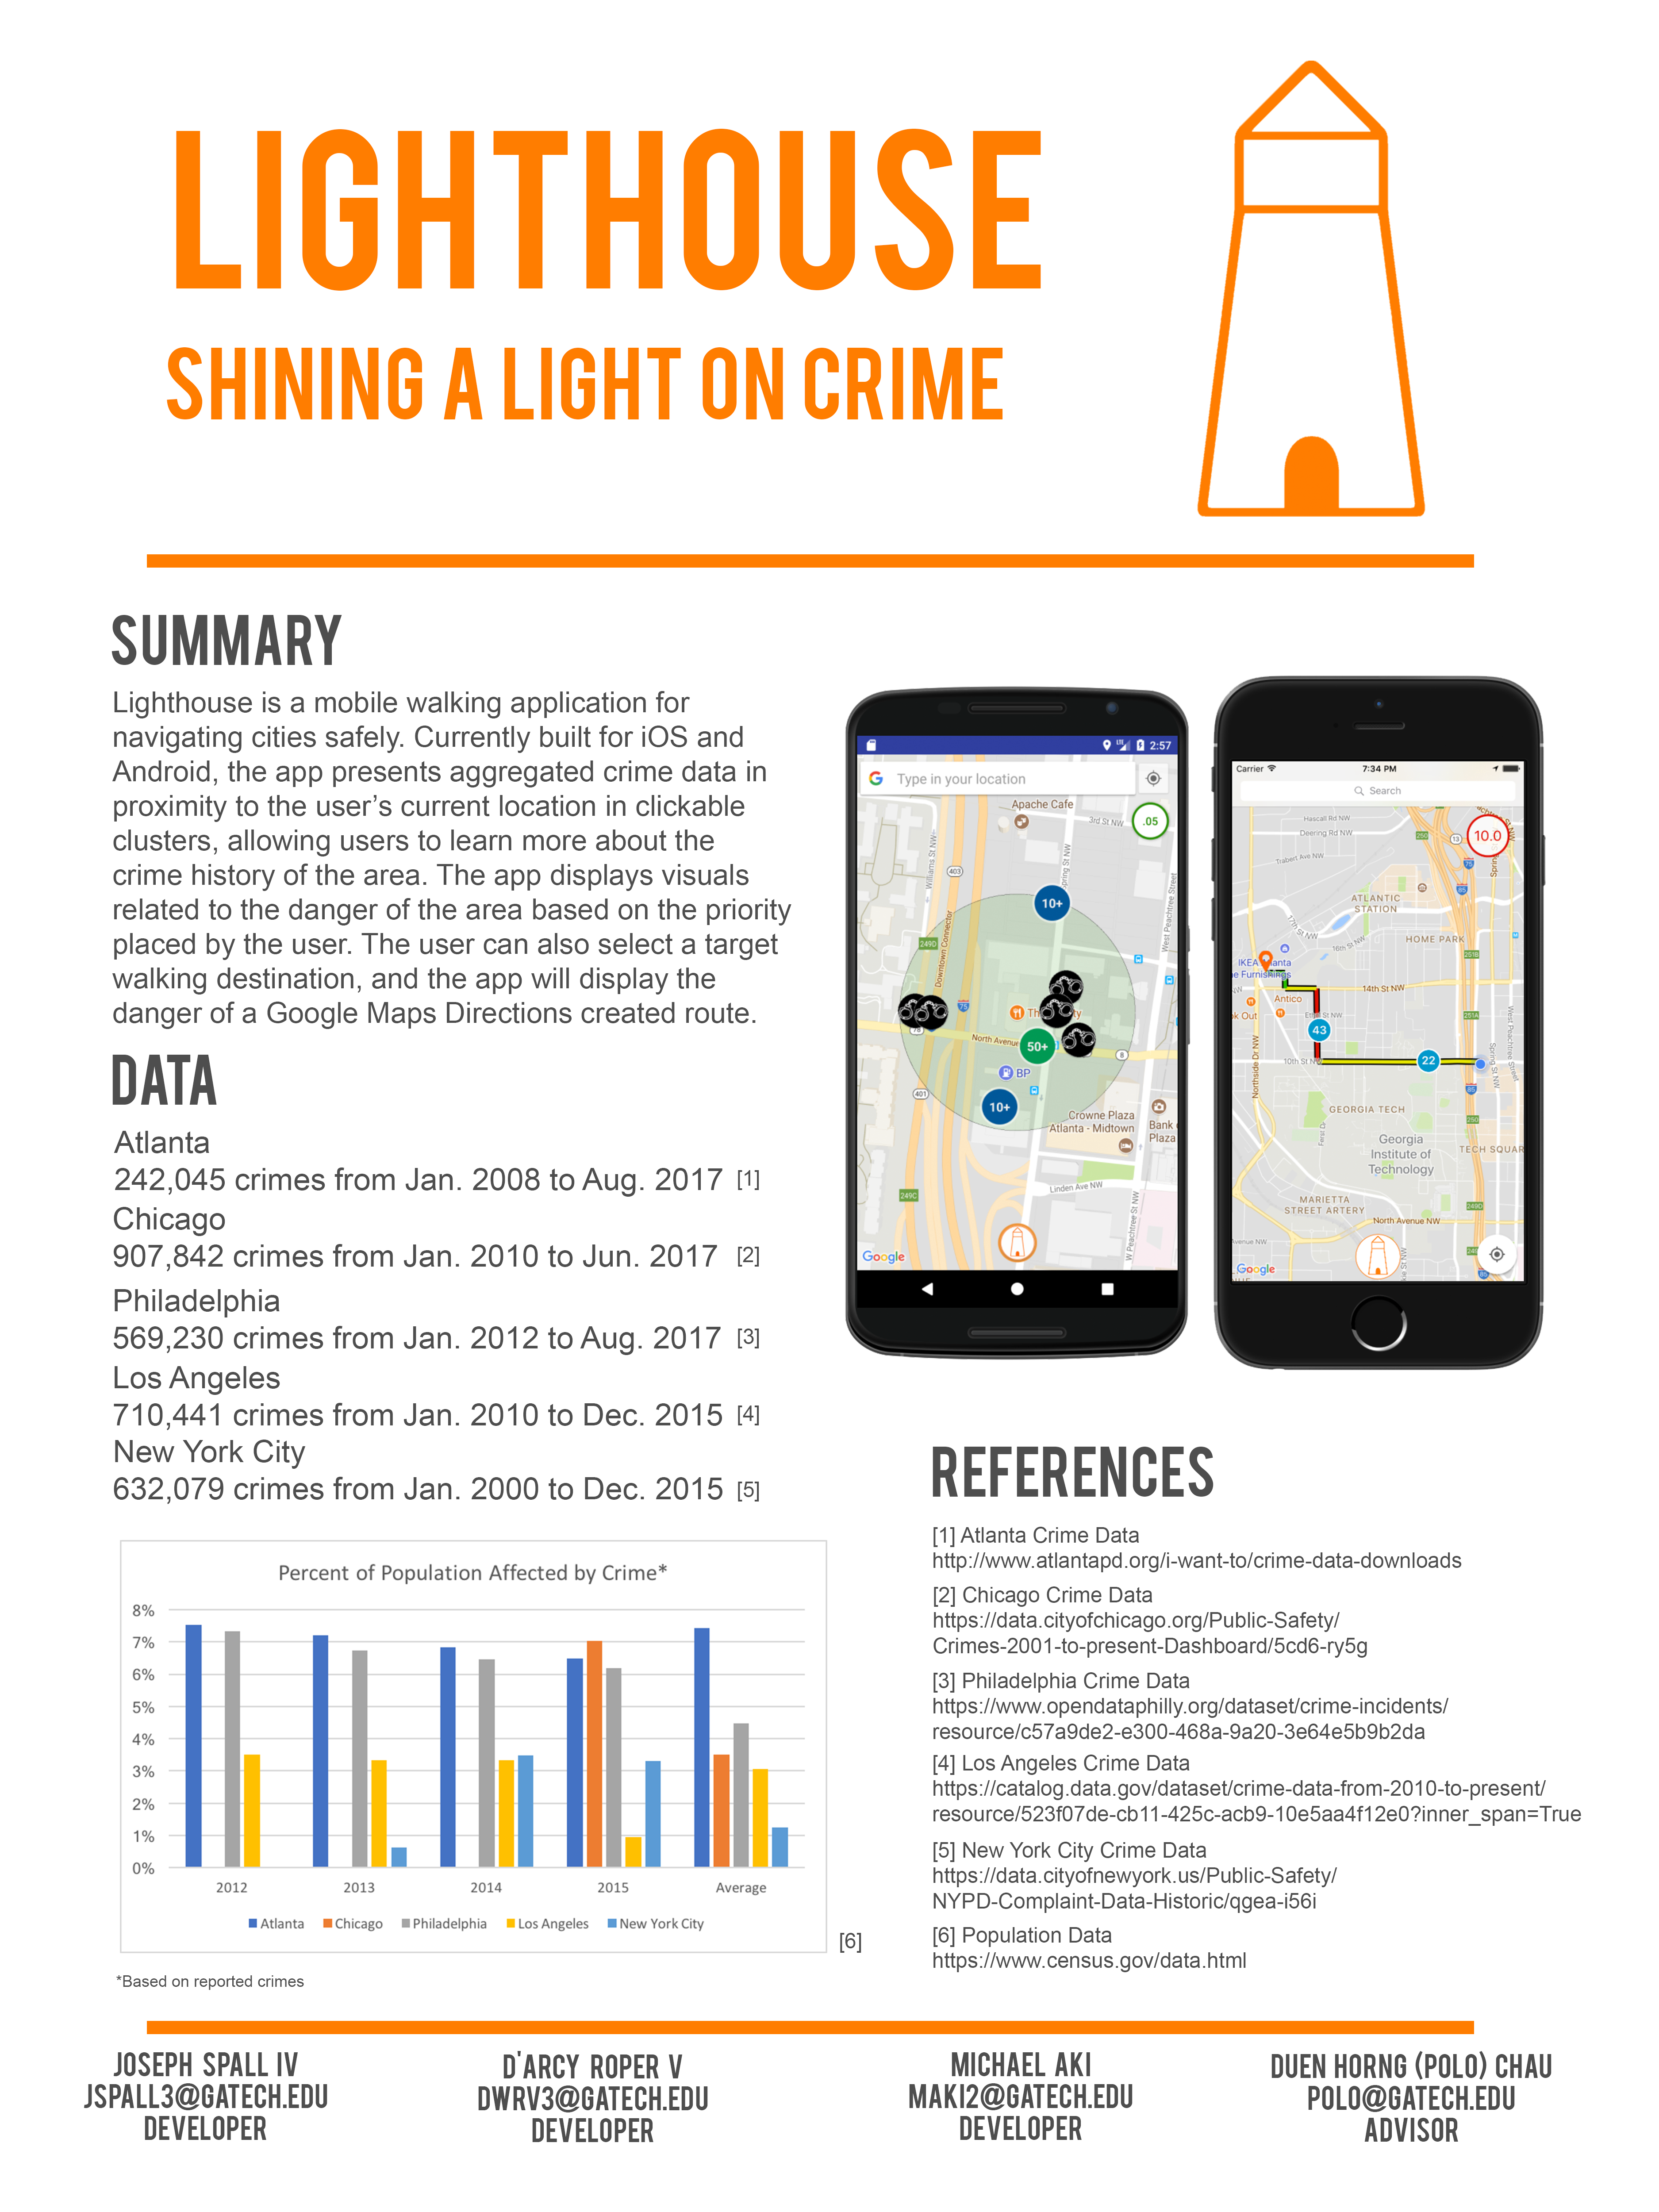 LIGHTHOUSE
SHINING A LIGHT ON CRIME
SUMMARY
Lighthouse is a mobile walking application for
navigating cities safely. Currently built for iOS and
Android, the app presents aggregated crime data in
proximity to the user's current location in clickable
clusters, allowing users to learn more about the
crime history of the area. The app displays visuals
related to the danger of the area based on the priority
placed by the user. The user can also select a target
walking destination, and the app will display the
danger of a Google Maps Directions created route.
DATA
Atlanta
242,045 crimes from Jan. 2008 to Aug. 2017 [1]
Chicago
907,842 crimes from Jan. 2010 to Jun. 2017 [2]
Philadelphia
569,230 crimes from Jan. 2012 to Aug. 2017 [3]
Los Angeles
710,441 crimes from Jan. 2010 to Dec. 2015 [4]
New York City
632,079 crimes from Jan. 2000 to Dec. 2015 [5]
Percent of Population Affected by Crime*
8%
7%
6%
5%
4%
3%
2%
1%
0%
2012 2013 2014 2015 Average
Atlanta Chicago Philadelphia Los Angeles New York City
[6]
*Based on reported crimes
LTE 2:57
G Type in your location
Apache Cafe
3rd St NW
.05
Williams St NW
Spring St NW
403
10+
West Peachtree Street
249D
Downtown Connector
75
78
North Avenue
50+
8
BP
401
10+
Crowne Plaza
Atlanta - Midtown
Bank
Plaza
Linden Ave NW
249C
W Peachtree St NW
Google
Carrier 7:34 PM
Search
Hascall Rd NW
Deering Rd NW
13
10.0
Trabert Ave NW
75
85
ATLANTIC
STATION
17th St NW
16th St NW
HOME PARK
251B
IKEA Atlanta
Furnishings
14th St NW
Antico
k Out
251A
43
10th St N
22
Northside Dr NW
Spring St NW
West Peachtree Street
85
GEORGIA TECH
250
Georgia
Institute of
Technology
TECH SQUAR
MARIETTA
STREET ARTERY
249D
North Avenue NW
Google
REFERENCES
[1] Atlanta Crime Data
http://www.atlantapd.org/i-want-to/crime-data-downloads
[2] Chicago Crime Data
https://data.cityofchicago.org/Public-Safety/
Crimes-2001-to-present-Dashboard/5cd6-ry5g
[3] Philadelphia Crime Data
https://www.opendataphilly.org/dataset/crime-incidents/
resource/c57a9de2-e300-468a-9a20-3e64e5b9b2da
[4] Los Angeles Crime Data
https://catalog.data.gov/dataset/crime-data-from-2010-to-present/
resource/523f07de-cb11-425c-acb9-10e5aa4f12e0?inner_span=True
[5] New York City Crime Data
https://data.cityofnewyork.us/Public-Safety/
NYPD-Complaint-Data-Historic/qgea-i56i
[6] Population Data
https://www.census.gov/data.html
JOSEPH SPALL IV
JSPALL3@GATECH.EDU
DEVELOPER
D'ARCY ROPER V
DWRV3@GATECH.EDU
DEVELOPER
MICHAEL AKI
MAKI2@GATECH.EDU
DEVELOPER
DUEN HORNG (POLO) CHAU
POLO@GATECH.EDU
ADVISOR